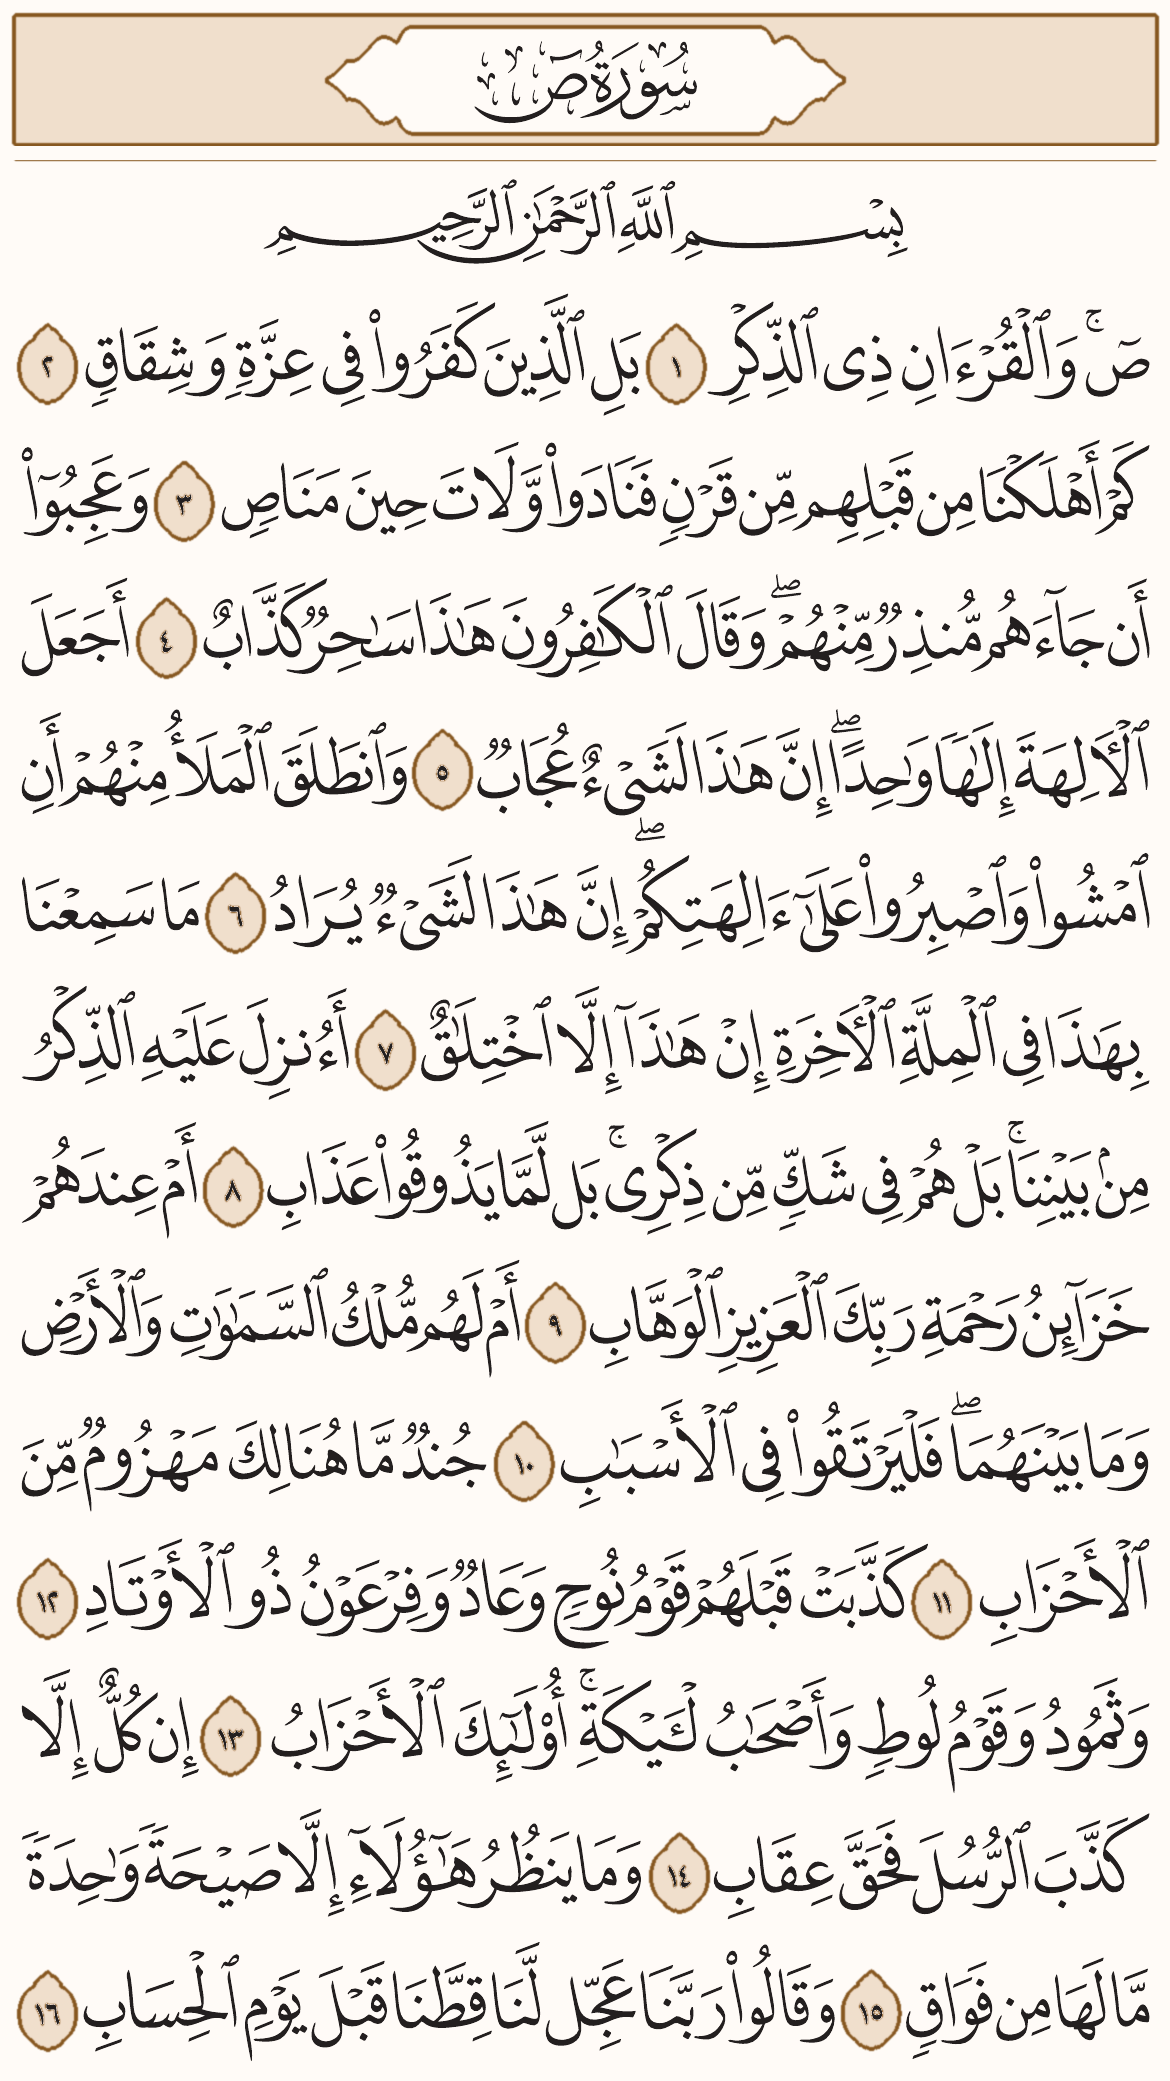 سُورَةُ صٓ
بِسْمِ ٱللَّهِ ٱلرَّحْمَٰنِ ٱلرَّحِيمِ
صٓۚ وَٱلْقُرْءَانِ ذِى ٱلذِّكْرِ ١ بَلِ ٱلَّذِينَ كَفَرُوا۟ فِى عِزَّةٍۢ وَشِقَاقٍۢ ٢
كَمْ أَهْلَكْنَا مِن قَبْلِهِم مِّن قَرْنٍۢ فَنَادَوا۟ وَّلَاتَ حِينَ مَنَاصٍۢ ٣ وَعَجِبُوٓا۟
أَن جَآءَهُم مُّنذِرٌۭ مِّنْهُمْۖ وَقَالَ ٱلْكَٰفِرُونَ هَٰذَا سَٰحِرٌۭ كَذَّابٌ ٤ أَجَعَلَ
ٱلْـَٔالِهَةَ إِلَٰهًۭا وَٰحِدًاۖ إِنَّ هَٰذَا لَشَىْءٌ عُجَابٌۭ ٥ وَٱنطَلَقَ ٱلْمَلَأُ مِنْهُمْ أَنِ
ٱمْشُوا۟ وَٱصْبِرُوا۟ عَلَىٰٓ ءَالِهَتِكُمْۖ إِنَّ هَٰذَا لَشَىْءٌۭ يُرَادُ ٦ مَا سَمِعْنَا
بِهَٰذَا فِى ٱلْمِلَّةِ ٱلْـَٔاخِرَةِ إِنْ هَٰذَآ إِلَّا ٱخْتِلَٰقٌ ٧ أَءُنزِلَ عَلَيْهِ ٱلذِّكْرُ
مِنۢ بَيْنِنَاۚ بَلْ هُمْ فِى شَكٍّۢ مِّن ذِكْرِىۚ بَل لَّمَّا يَذُوقُوا۟ عَذَابِ ٨ أَمْ عِندَهُمْ
خَزَآئِنُ رَحْمَةِ رَبِّكَ ٱلْعَزِيزِ ٱلْوَهَّابِ ٩ أَمْ لَهُم مُّلْكُ ٱلسَّمَٰوَٰتِ وَٱلْأَرْضِ
وَمَا بَيْنَهُمَاۖ فَلْيَرْتَقُوا۟ فِى ٱلْأَسْبَٰبِ ١٠ جُندٌۭ مَّا هُنَالِكَ مَهْزُومٌۭ مِّنَ
ٱلْأَحْزَابِ ١١ كَذَّبَتْ قَبْلَهُمْ قَوْمُ نُوحٍۢ وَعَادٌۭ وَفِرْعَوْنُ ذُو ٱلْأَوْتَادِ ١٢
وَثَمُودُ وَقَوْمُ لُوطٍۢ وَأَصْحَٰبُ لْـَٔيْكَةِۚ أُو۟لَٰٓئِكَ ٱلْأَحْزَابُ ١٣ إِن كُلٌّ إِلَّا
كَذَّبَ ٱلرُّسُلَ فَحَقَّ عِقَابِ ١٤ وَمَا يَنظُرُ هَٰٓؤُلَآءِ إِلَّا صَيْحَةًۭ وَٰحِدَةًۭ
مَّا لَهَا مِن فَوَاقٍۢ ١٥ وَقَالُوا۟ رَبَّنَا عَجِّل لَّنَا قِطَّنَا قَبْلَ يَوْمِ ٱلْحِسَابِ ١٦